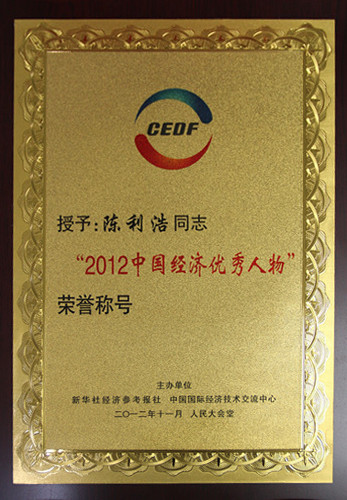 CEDF
授予:陈利浩同志
“2012中国经济优秀人物”
荣誉称号
主办单位
新华社经济参考报社 中国国际经济技术交流中心
二〇一二年十一月 人民大会堂